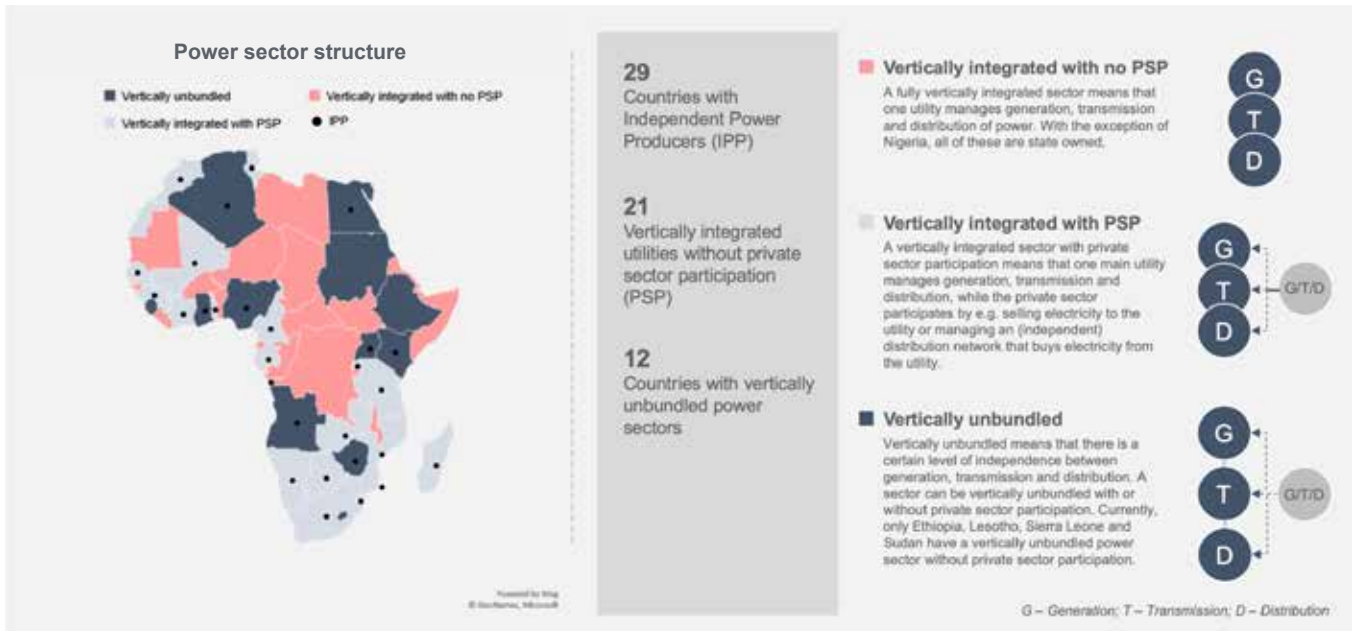 Power sector structure
Vertically unbundled
Vertically integrated with no PSP
Vertically integrated with PSP
IPP
Powered by Bing
© GeoNames, Microsoft
29
Countries with
Independent Power
Producers (IPP)
21
Vertically integrated
utilities without private
sector participation
(PSP)
12
Countries with vertically
unbundled power
sectors
Vertically integrated with no PSP
A fully vertically integrated sector means that
one utility manages generation, transmission
and distribution of power. With the exception of
Nigeria, all of these are state owned.
G
T
D
Vertically integrated with PSP
A vertically integrated sector with private
sector participation means that one main utility
manages generation, transmission and
distribution, while the private sector
participates by e.g. selling electricity to the
utility or managing an (independent)
distribution network that buys electricity from
the utility.
G
T
D
G/T/D
Vertically unbundled
Vertically unbundled means that there is a
certain level of independence between
generation, transmission and distribution. A
sector can be vertically unbundled with or
without private sector participation. Currently,
only Ethiopia, Lesotho, Sierra Leone and
Sudan have a vertically unbundled power
sector without private sector participation.
G
T
D
G/T/D
G – Generation; T – Transmission; D – Distribution